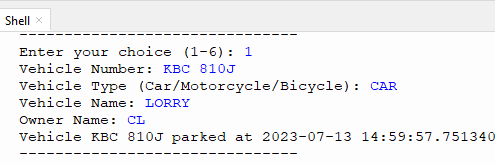 Shell ×
------------------------------
Enter your choice (1-6): 1
Vehicle Number: KBC 810J
Vehicle Type (Car/Motorcycle/Bicycle): CAR
Vehicle Name: LORRY
Owner Name: CL
Vehicle KBC 810J parked at 2023-07-13 14:59:57.751340
------------------------------